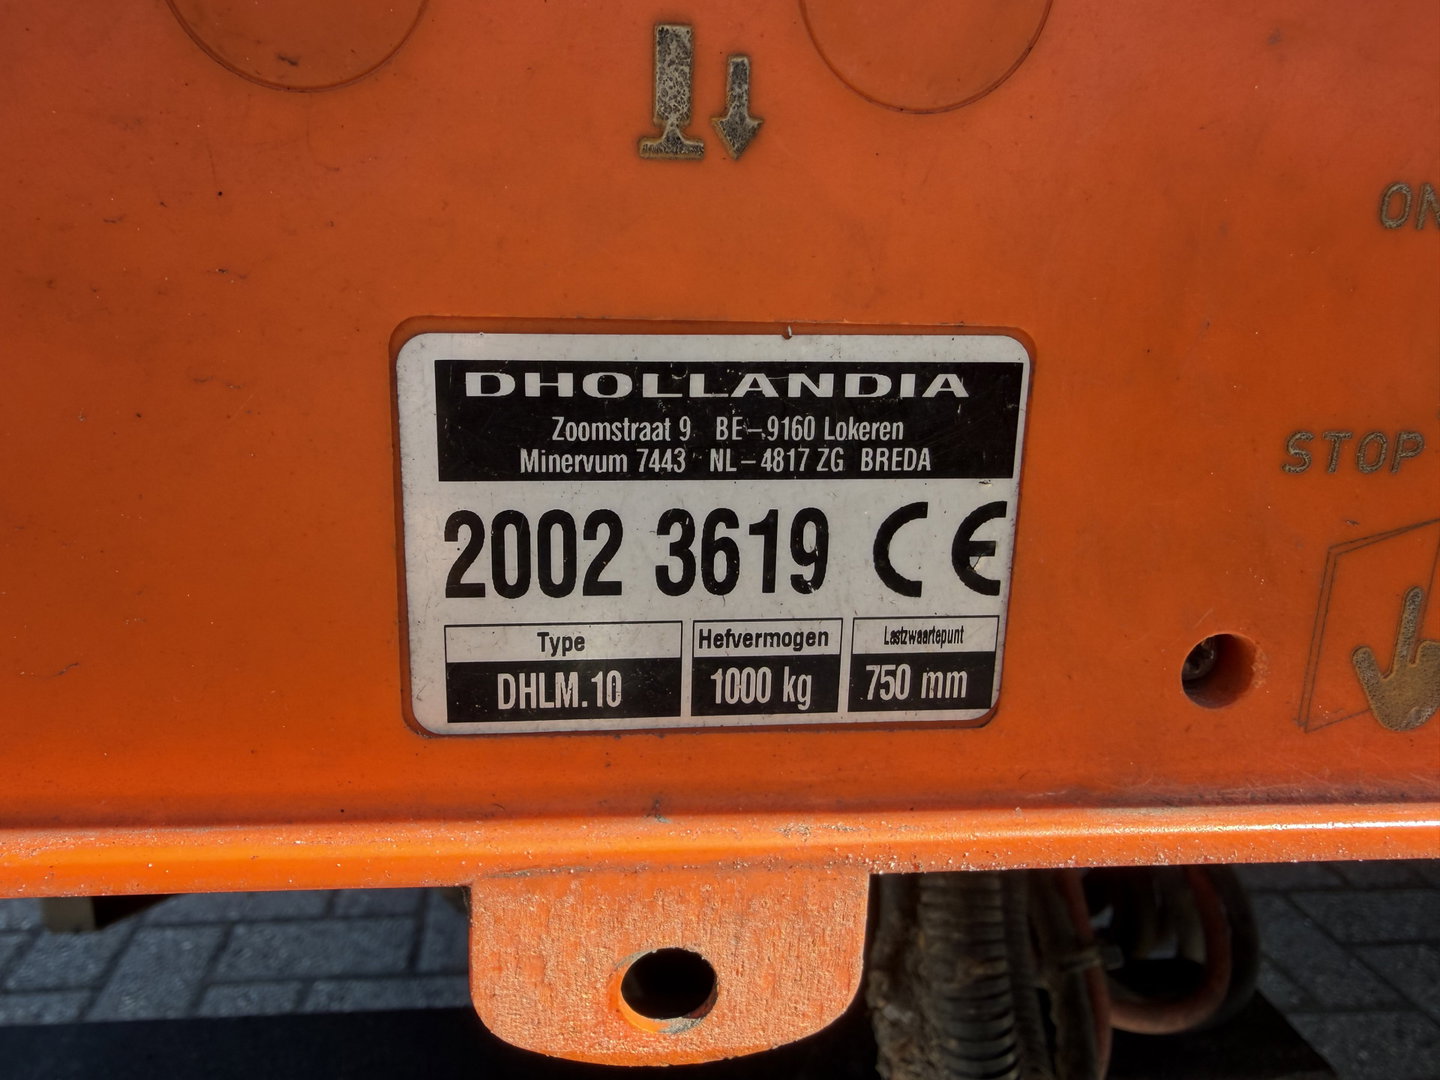 ON
DHOLLANDIA
Zoomstraat 9 BE-9160 Lokeren
Minervum 7443 NL-4817 ZG BREDA
2002 3619 CE
Type Hefvermogen Lastzwaartepunt
DHLM.10 1000 kg 750 mm
STOP